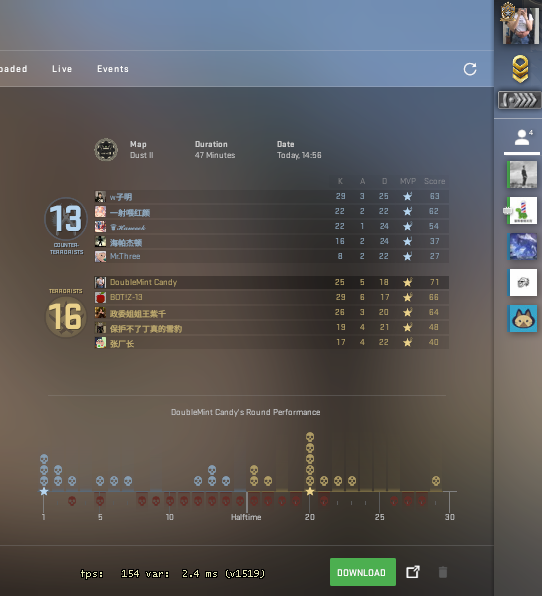 oaded Live Events
Map Duration Date
Dust II 47 Minutes Today, 14:56
K A D MVP Score
w子明 29 3 25 63
一射喂红颜 22 2 22 62
22 1 24 54
海帕杰顿 16 2 24 37
Mr.Three 8 2 22 27
13
COUNTER-
TERRORISTS
DoubleMint Candy 25 5 18 71
BOT!Z-13 29 6 17 66
政委姐姐王紫千 26 3 20 64
保护不了丁真的雪豹 19 4 21 48
张厂长 17 4 22 40
TERRORISTS
16
DoubleMint Candy's Round Performance
1 5 10 Halftime 20 25 30
fps: 154 var: 2.4 ms (v1519)
DOWNLOAD
4